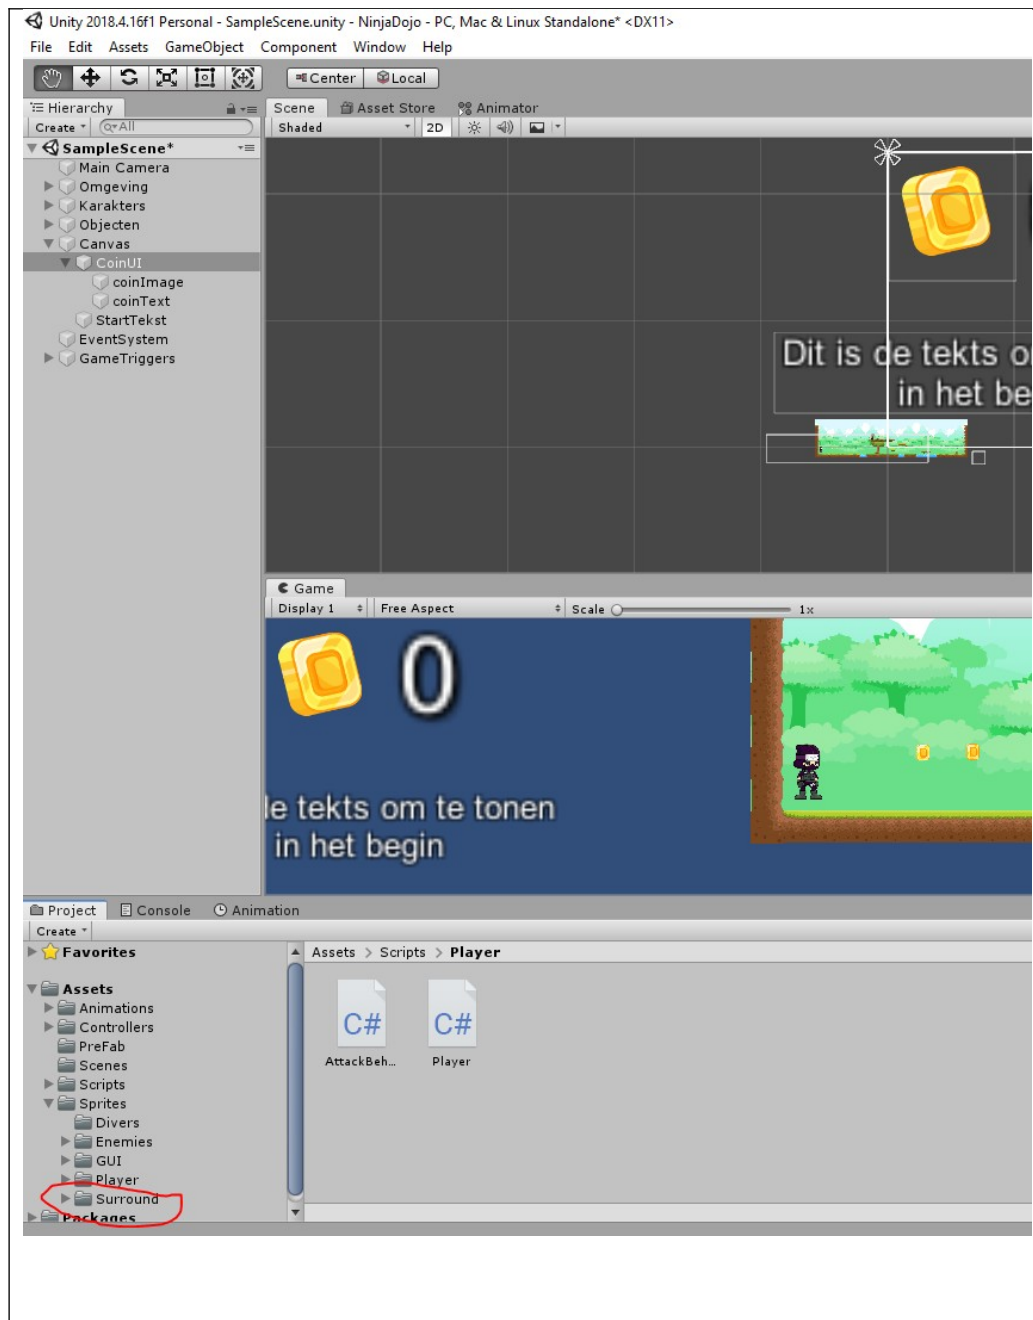 Unity 2018.4.16f1 Personal - SampleScene.unity - NinjaDojo - PC, Mac & Linux Standalone* <DX11>
File Edit Assets GameObject Component Window Help
Center Local
Hierarchy
Create All
SampleScene*
Main Camera
Omgeving
Karakters
Objecten
Canvas
CoinUI
coinImage
coinText
StartTekst
EventSystem
GameTriggers
Scene Asset Store Animator
Shaded 2D
Dit is de tekts o
in het be
Game
Display 1 Free Aspect Scale 1x
0
le tekts om te tonen
in het begin
Project Console Animation
Create
Favorites
Assets
Animations
Controllers
PreFab
Scenes
Scripts
Sprites
Divers
Enemies
GUI
Player
Surround
Packages
Assets > Scripts > Player
C# C#
AttackBeh... Player